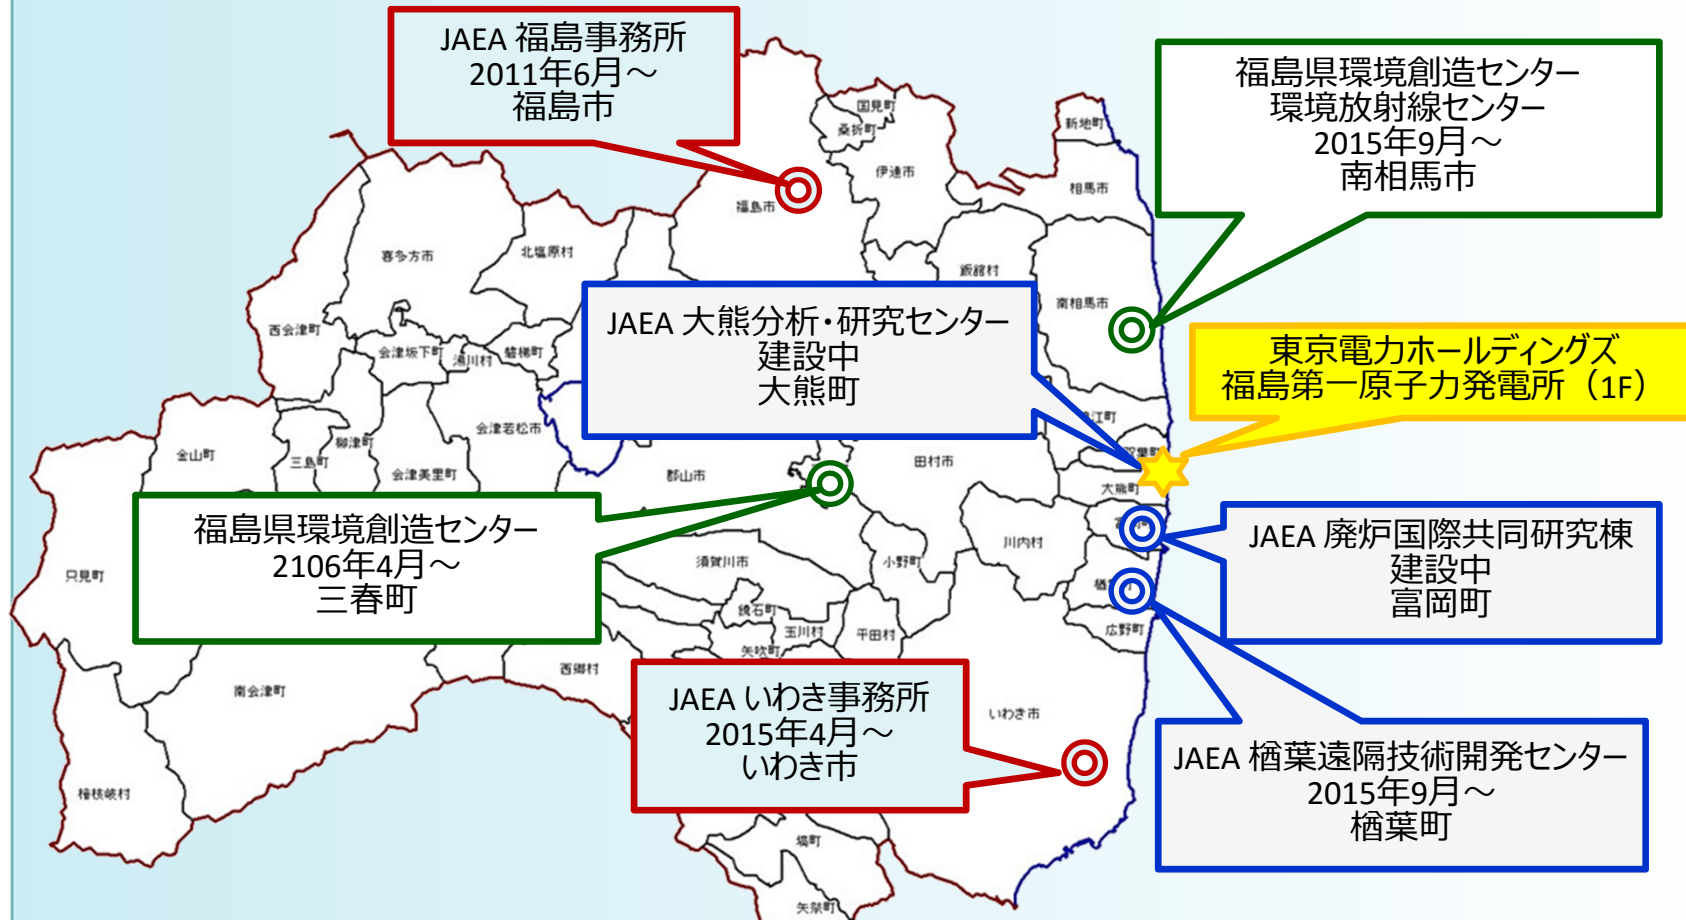 JAEA 福島事務所
2011年6月～
福島市
福島県環境創造センター
環境放射線センター
2015年9月～
南相馬市
国見町
桑折町
新地町
伊達市
相馬市
福島市
喜多方市
北塩原村
飯舘村
南相馬市
JAEA 大熊分析・研究センター
建設中
大熊町
東京電力ホールディングズ
福島第一原子力発電所（1F）
西会津町
会津坂下町
湯川村
磐梯町
江町
双葉町
会津若松市
柳津町
金山町
三島町
会津美里町
郡山市
田村市
大熊町
福島県環境創造センター
2106年4月～
三春町
JAEA 廃炉国際共同研究棟
建設中
富岡町
川内村
須賀川市
小野町
只見町
鏡石町
玉川村
平田村
広野町
矢吹町
西郷村
南会津町
JAEA いわき事務所
2015年4月～
いわき市
いわき市
JAEA 楢葉遠隔技術開発センター
2015年9月～
楢葉町
檜枝岐村
塙町
矢祭町